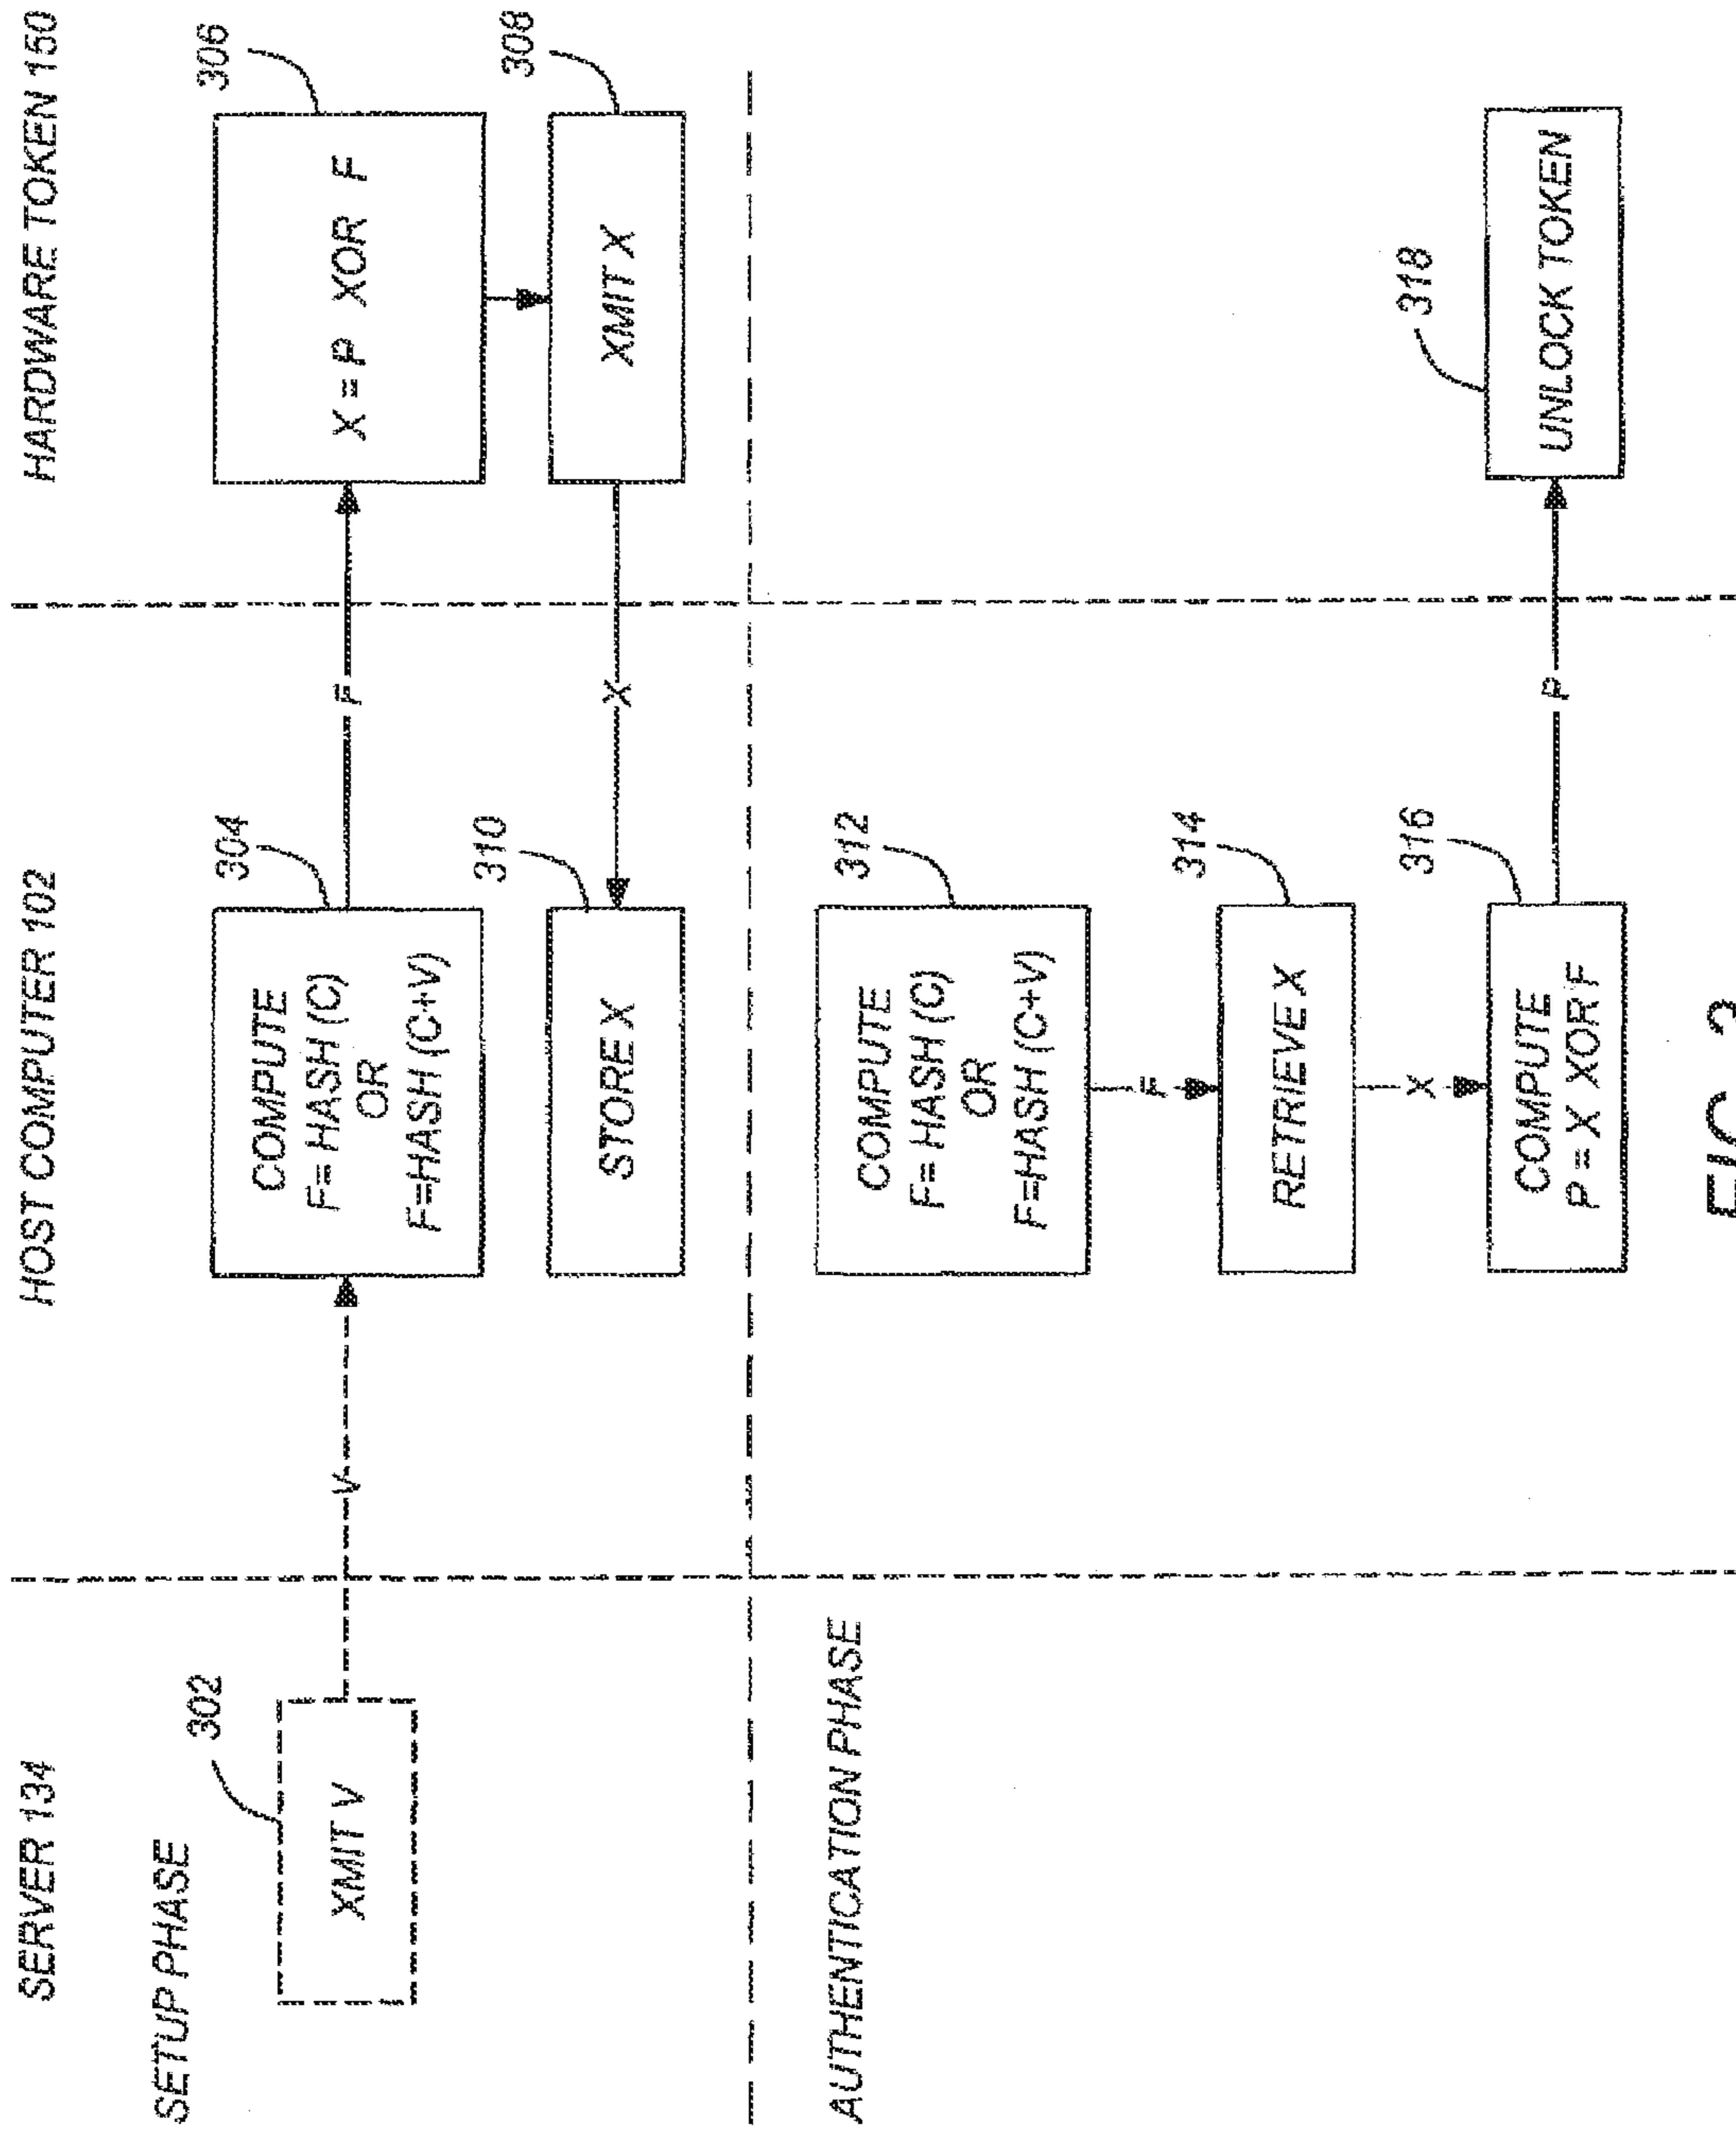 SERVER 134
HOST COMPUTER 102
HARDWARE TOKEN 150
SETUP PHASE
302
XMIT V
V
304
COMPUTE
F= HASH (C)
OR
F=HASH (C+V)
F
306
X = P XOR F
308
XMIT X
X
310
STORE X
AUTHENTICATION PHASE
312
COMPUTE
F= HASH (C)
OR
F=HASH (C+V)
F
314
RETRIEVE X
X
316
COMPUTE
P = X XOR F
P
318
UNLOCK TOKEN
FIG. 3